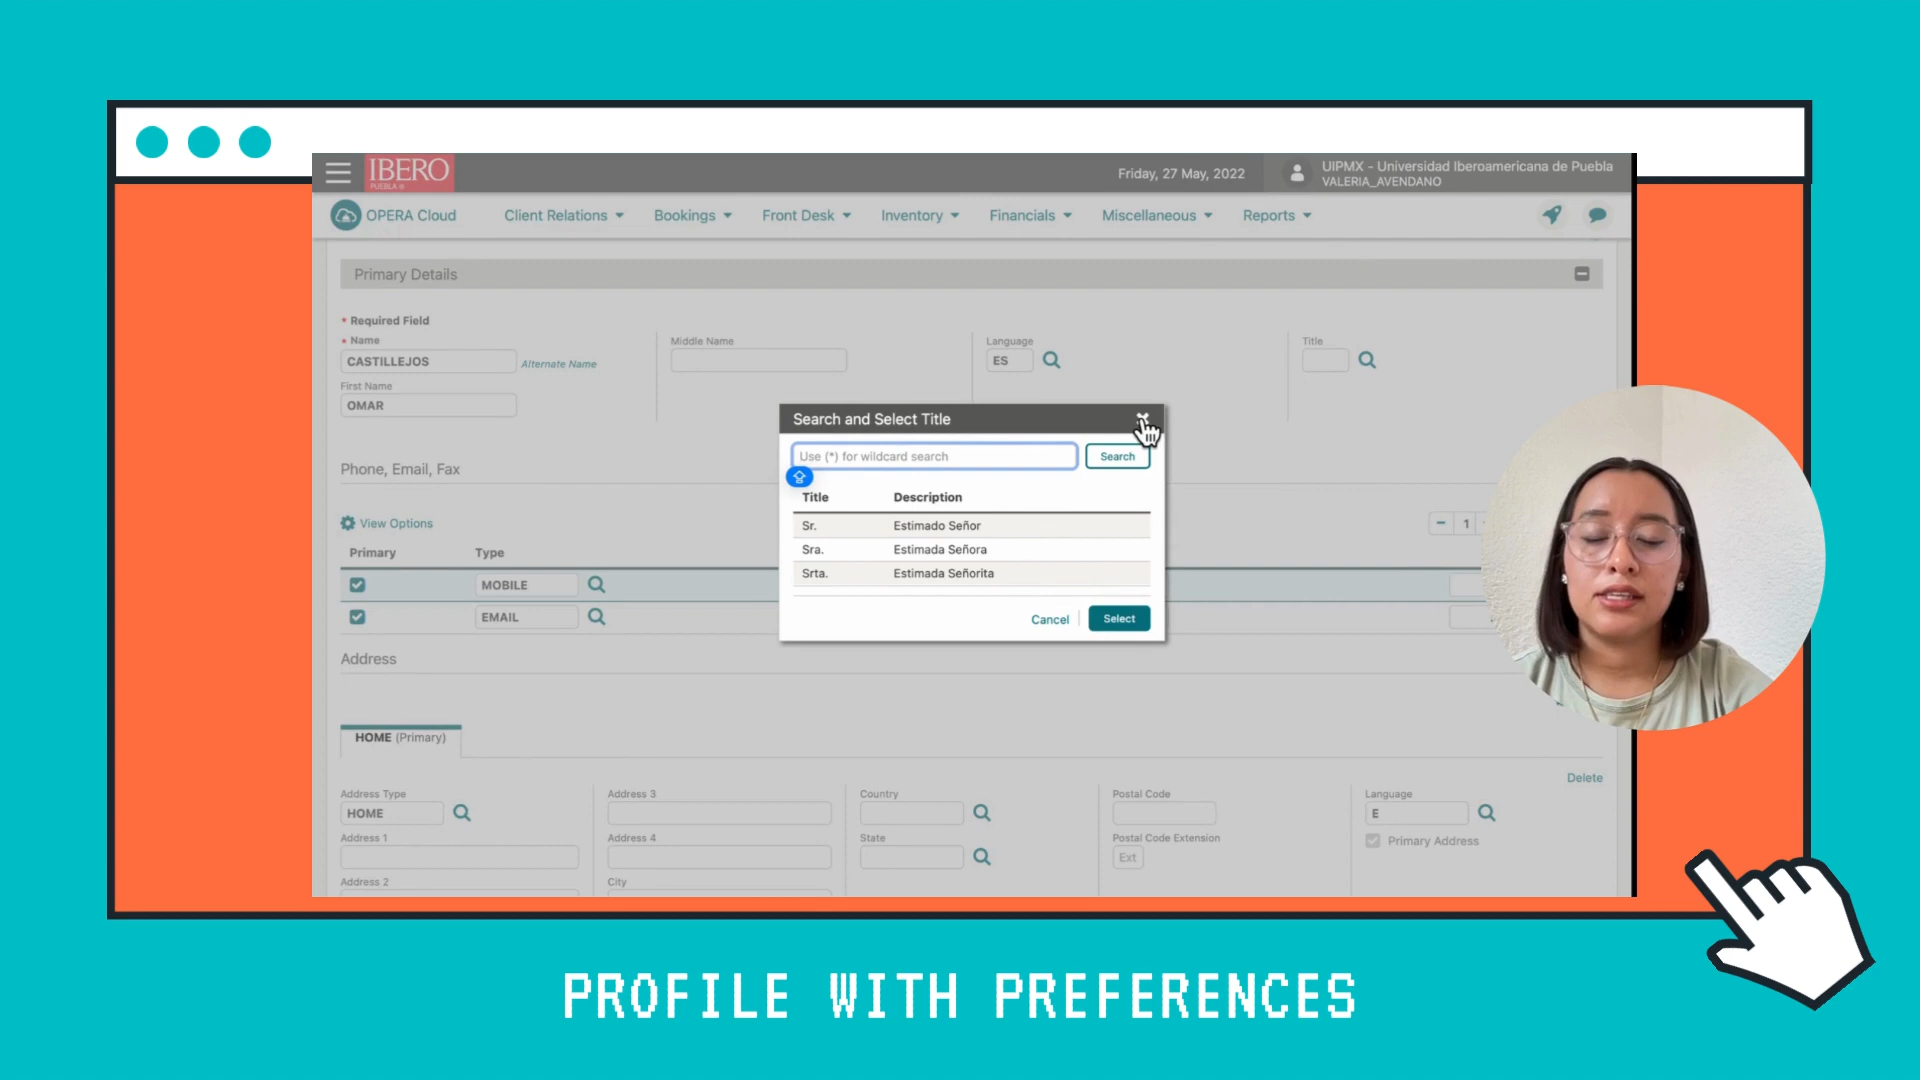 IBERO
PUEBLA
Friday, 27 May, 2022
UIPMX - Universidad Iberoamericana de Puebla
VALERIA_AVENDANO
OPERA Cloud
Client Relations
Bookings
Front Desk
Inventory
Financials
Miscellaneous
Reports
Primary Details
* Required Field
* Name
CASTILLEJOS
Alternate Name
First Name
OMAR
Middle Name
Language
ES
Title
Search and Select Title
Use (*) for wildcard search
Search
Title Description
Sr. Estimado Señor
Sra. Estimada Señora
Srta. Estimada Señorita
Cancel
Select
Phone, Email, Fax
View Options
1
Primary Type
MOBILE
EMAIL
Address
HOME (Primary)
Delete
Address Type
HOME
Address 1
Address 2
Address 3
Address 4
City
Country
State
Postal Code
Postal Code Extension
Ext
Language
E
Primary Address
PROFILE WITH PREFERENCES